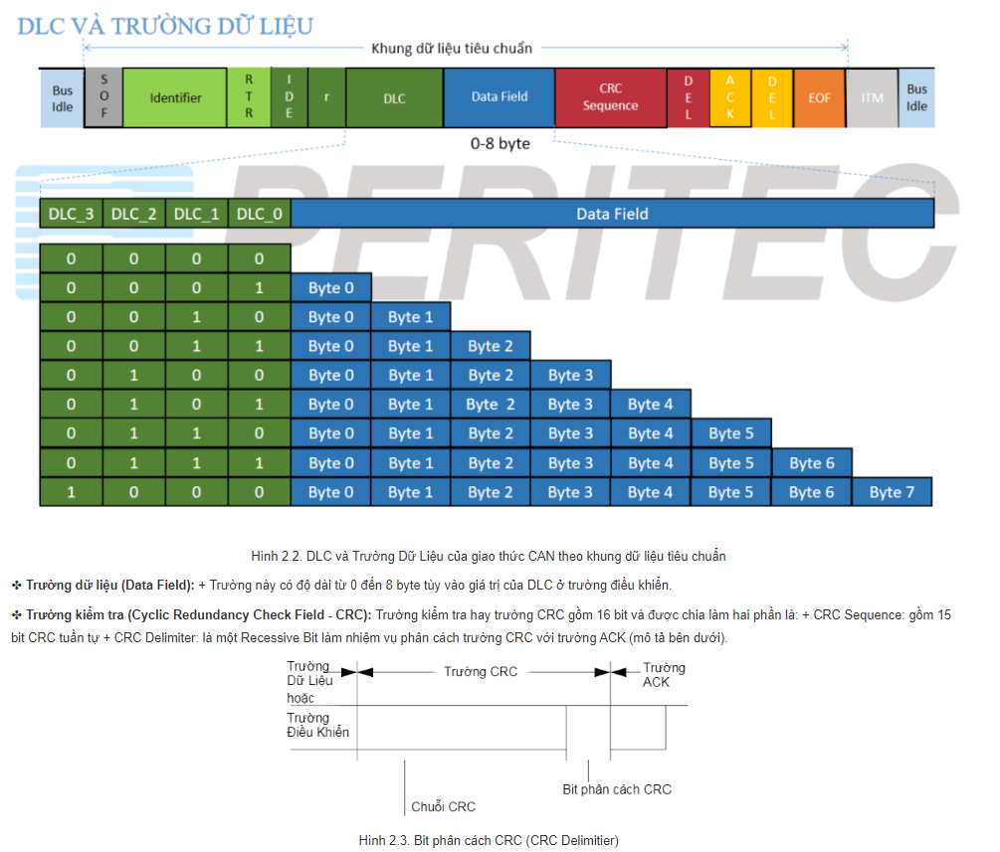 DLC VÀ TRƯỜNG DỮ LIỆU
Khung dữ liệu tiêu chuẩn
Bus Idle SOF Identifier RTR IDE r DLC Data Field CRC Sequence DEL ACK DEL EOF ITM Bus Idle
0-8 byte
PERITEC
DLC_3 DLC_2 DLC_1 DLC_0 Data Field
0 0 0 0
0 0 0 1 Byte 0
0 0 1 0 Byte 0 Byte 1
0 0 1 1 Byte 0 Byte 1 Byte 2
0 1 0 0 Byte 0 Byte 1 Byte 2 Byte 3
0 1 0 1 Byte 0 Byte 1 Byte 2 Byte 3 Byte 4
0 1 1 0 Byte 0 Byte 1 Byte 2 Byte 3 Byte 4 Byte 5
0 1 1 1 Byte 0 Byte 1 Byte 2 Byte 3 Byte 4 Byte 5 Byte 6
1 0 0 0 Byte 0 Byte 1 Byte 2 Byte 3 Byte 4 Byte 5 Byte 6 Byte 7
Hình 2.2. DLC và Trường Dữ Liệu của giao thức CAN theo khung dữ liệu tiêu chuẩn
✤ Trường dữ liệu (Data Field): + Trường này có độ dài từ 0 đến 8 byte tùy vào giá trị của DLC ở trường điều khiển.
✤ Trường kiểm tra (Cyclic Redundancy Check Field - CRC): Trường kiểm tra hay trường CRC gồm 16 bit và được chia làm hai phần là: + CRC Sequence: gồm 15
bit CRC tuần tự + CRC Delimiter: là một Recessive Bit làm nhiệm vụ phân cách trường CRC với trường ACK (mô tả bên dưới).
Trường
Dữ Liệu
hoặc
Trường
Điều Khiển
Trường CRC
Trường
ACK
Bit phân cách CRC
Chuỗi CRC
Hình 2.3. Bit phân cách CRC (CRC Delimitier)